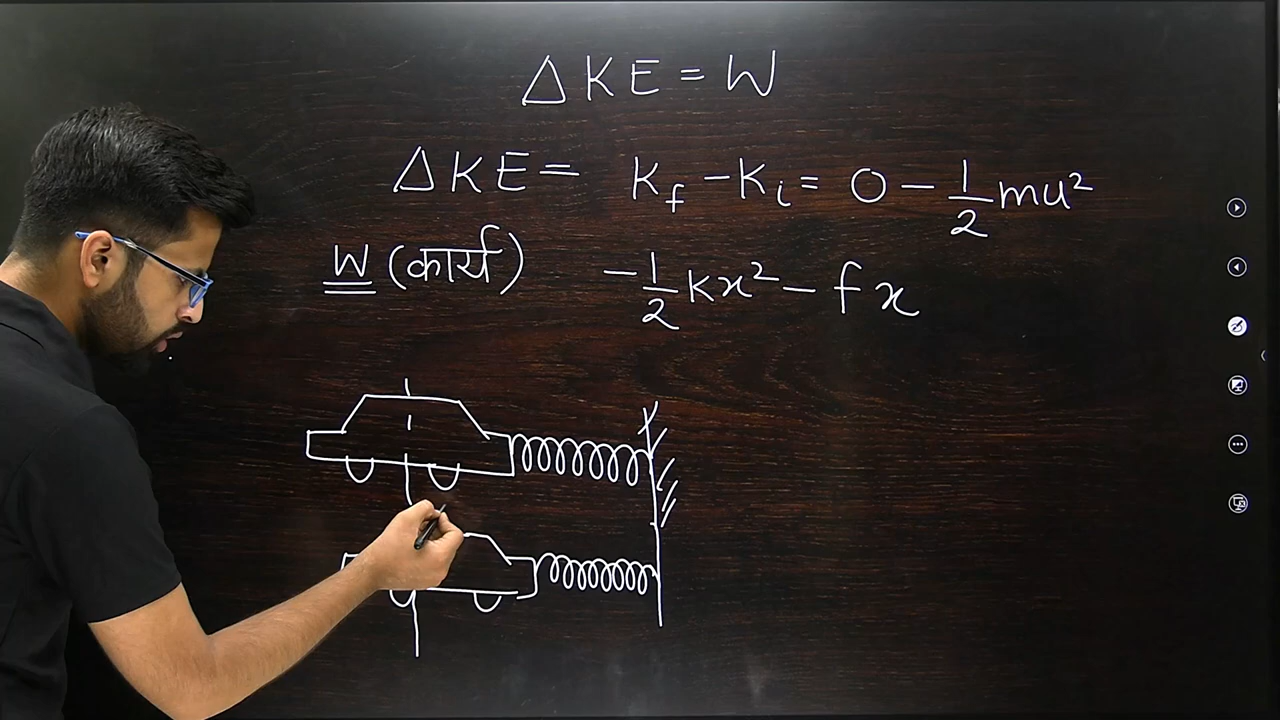 ΔKE = W
ΔKE = K_f - K_i = 0 - 1/2 mu²
W (कार्य) - 1/2 Kx² - fx